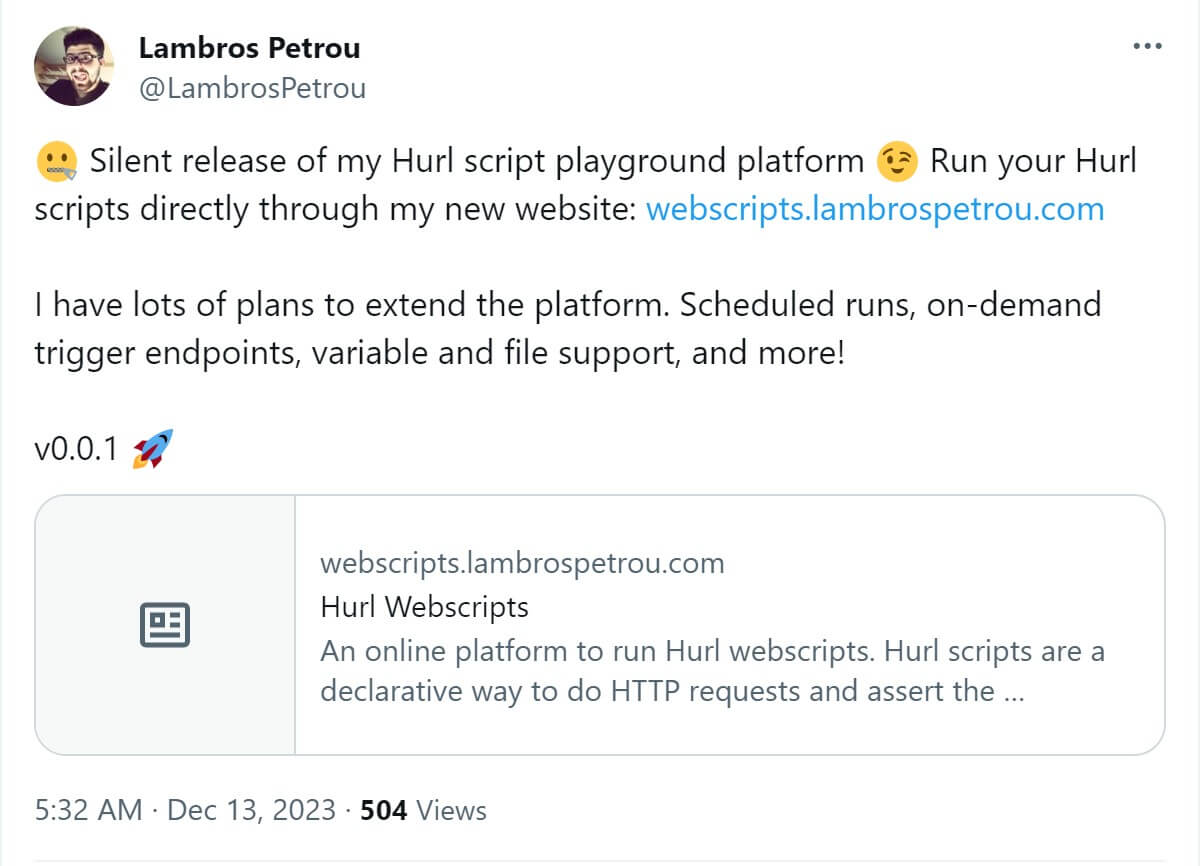 Lambros Petrou
@LambrosPetrou
🤐 Silent release of my Hurl script playground platform 😉 Run your Hurl
scripts directly through my new website: webscripts.lambrospetrou.com
I have lots of plans to extend the platform. Scheduled runs, on-demand
trigger endpoints, variable and file support, and more!
v0.0.1 🚀
webscripts.lambrospetrou.com
Hurl Webscripts
An online platform to run Hurl webscripts. Hurl scripts are a
declarative way to do HTTP requests and assert the ...
5:32 AM · Dec 13, 2023 · 504 Views